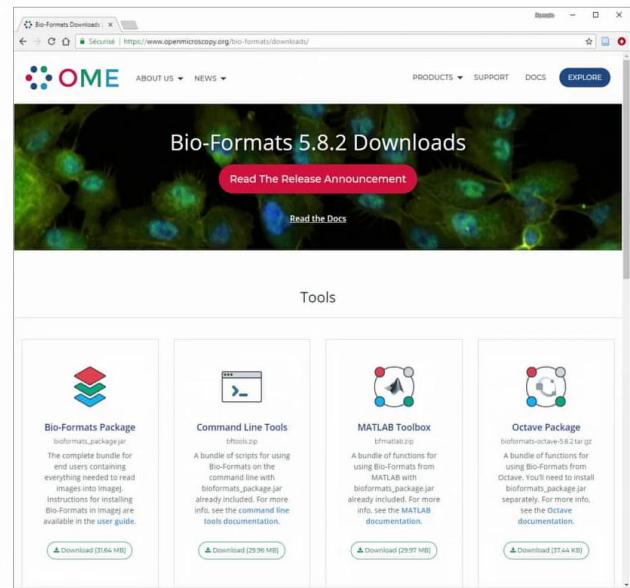 Bio-Formats Downloads
Sécurisé | https://www.openmicroscopy.org/bio-formats/downloads/
OME ABOUT US NEWS PRODUCTS SUPPORT DOCS EXPLORE
Bio-Formats 5.8.2 Downloads
Read The Release Announcement
Read the Docs
Tools
Bio-Formats Package
bioformats_package.jar
The complete bundle for
end users containing
everything needed to read
images into ImageJ.
Instructions for installing
Bio-Formats in ImageJ are
available in the user guide.
Download (31.64 MB)
Command Line Tools
bftools.zip
A bundle of scripts for using
Bio-Formats on the
command line with
bioformats_package.jar
already included. For more
info, see the command line
tools documentation.
Download (29.96 MB)
MATLAB Toolbox
bfmatlab.zip
A bundle of functions for
using Bio-Formats from
MATLAB with
bioformats_package.jar
already included. For more
info, see the MATLAB
documentation.
Download (29.97 MB)
Octave Package
bioformats-octave-5.8.2.tar.gz
A bundle of functions for
using Bio-Formats from
Octave. You'll need to install
bioformats_package.jar
separately. For more info,
see the Octave
documentation.
Download (37.44 KB)